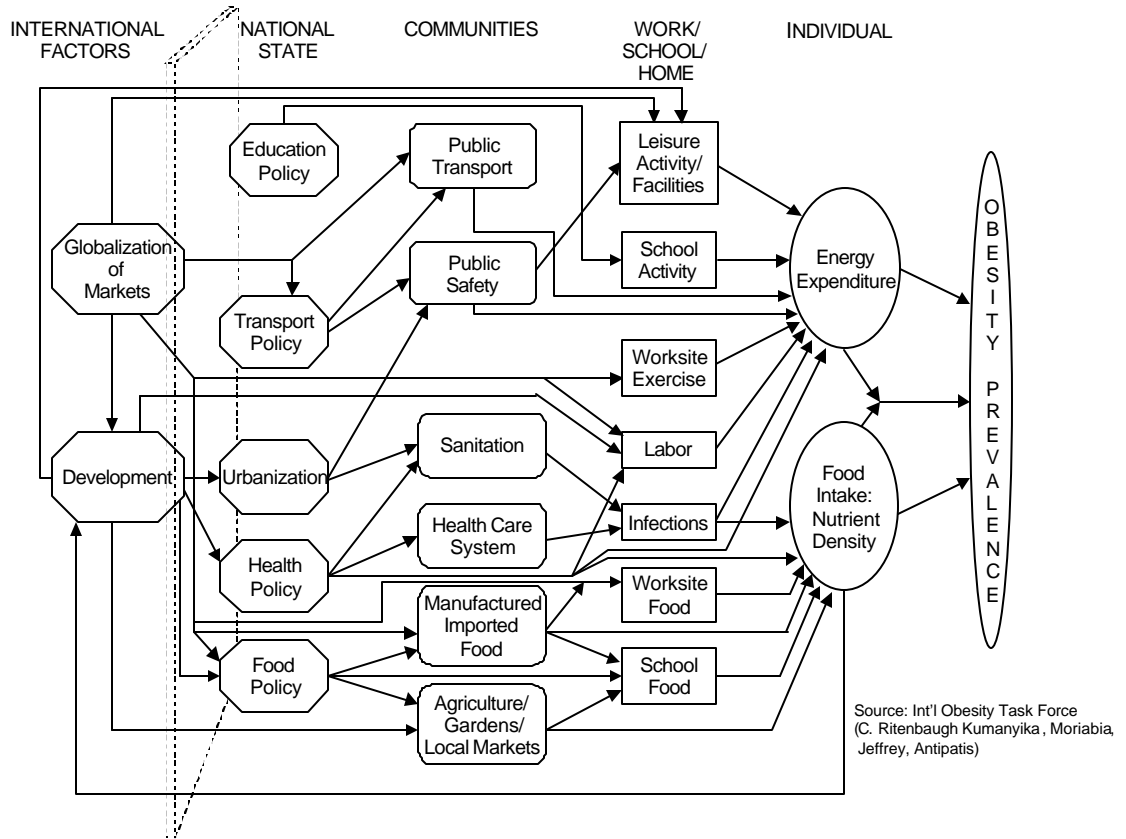 INTERNATIONAL
FACTORS
NATIONAL
STATE
COMMUNITIES
WORK/
SCHOOL/
HOME
INDIVIDUAL
Education
Policy
Public
Transport
Leisure
Activity/
Facilities
Globalization
of
Markets
Transport
Policy
Public
Safety
School
Activity
Energy
Expenditure
Worksite
Exercise
Development
Urbanization
Sanitation
Labor
Health
Policy
Health Care
System
Infections
Food
Intake:
Nutrient
Density
Manufactured
Imported
Food
Worksite
Food
Food
Policy
Agriculture/
Gardens/
Local Markets
School
Food
OBESITY PREVALENCE
Source: Int'l Obesity Task Force
(C. Ritenbaugh Kumanyika, Moriabia,
Jeffrey, Antipatis)